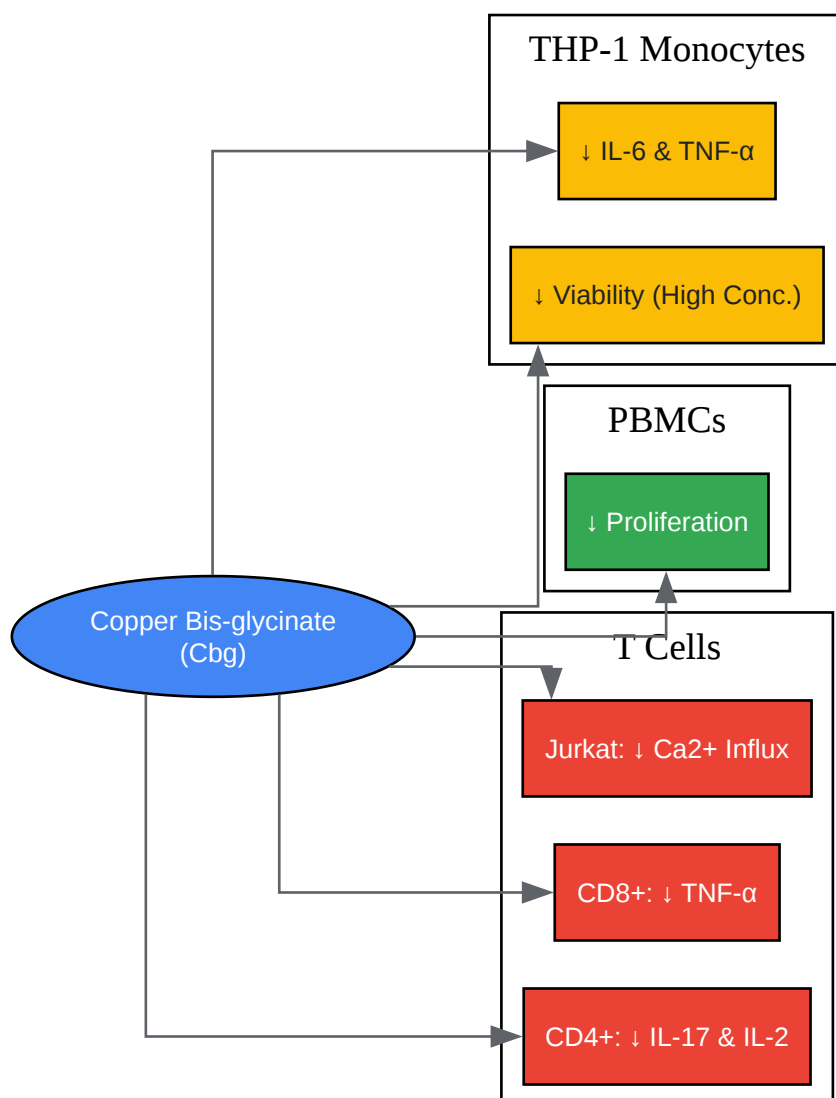 THP-1 Monocytes
↓ IL-6 & TNF-α
↓ Viability (High Conc.)
PBMCs
↓ Proliferation
Copper Bis-glycinate
(Cbg)
T Cells
Jurkat: ↓ Ca2+ Influx
CD8+: ↓ TNF-α
CD4+: ↓ IL-17 & IL-2